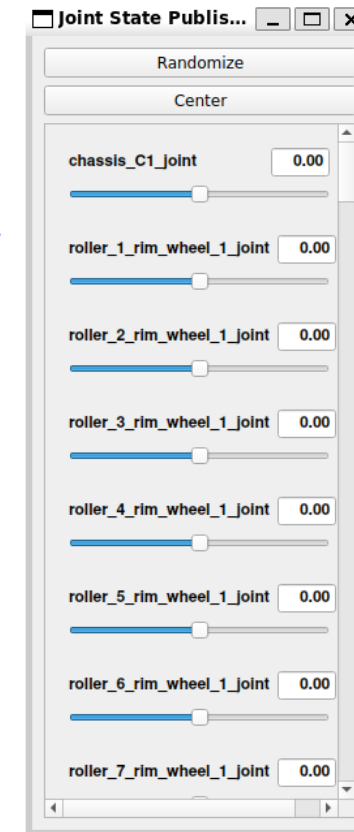 Joint State Publis...
Randomize
Center
chassis_C1_joint 0.00
roller_1_rim_wheel_1_joint 0.00
roller_2_rim_wheel_1_joint 0.00
roller_3_rim_wheel_1_joint 0.00
roller_4_rim_wheel_1_joint 0.00
roller_5_rim_wheel_1_joint 0.00
roller_6_rim_wheel_1_joint 0.00
roller_7_rim_wheel_1_joint 0.00